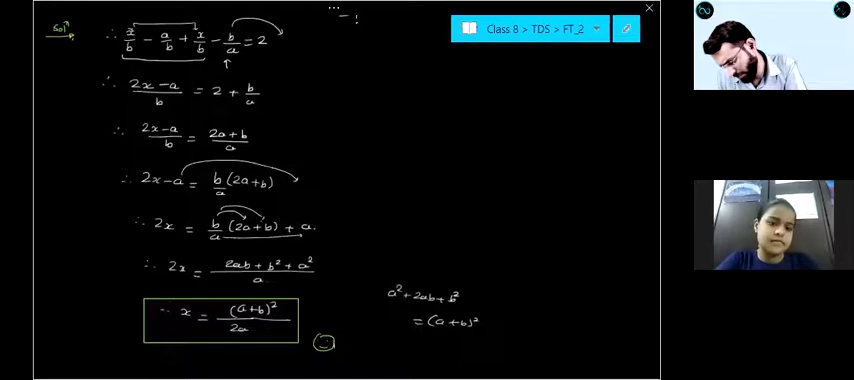 Class 8 > TDS > FT_2
Solⁿ
∴ x/b − a/b + x/b − b/a = 2
∴ (2x−a)/b = 2 + b/a
∴ (2x−a)/b = (2a+b)/a
∴ 2x−a = b/a (2a+b)
∴ 2x = b/a (2a+b) + a.
∴ 2x = (2ab + b² + a²)/a
∴ x = (a+b)²/2a
a² + 2ab + b²
= (a+b)²